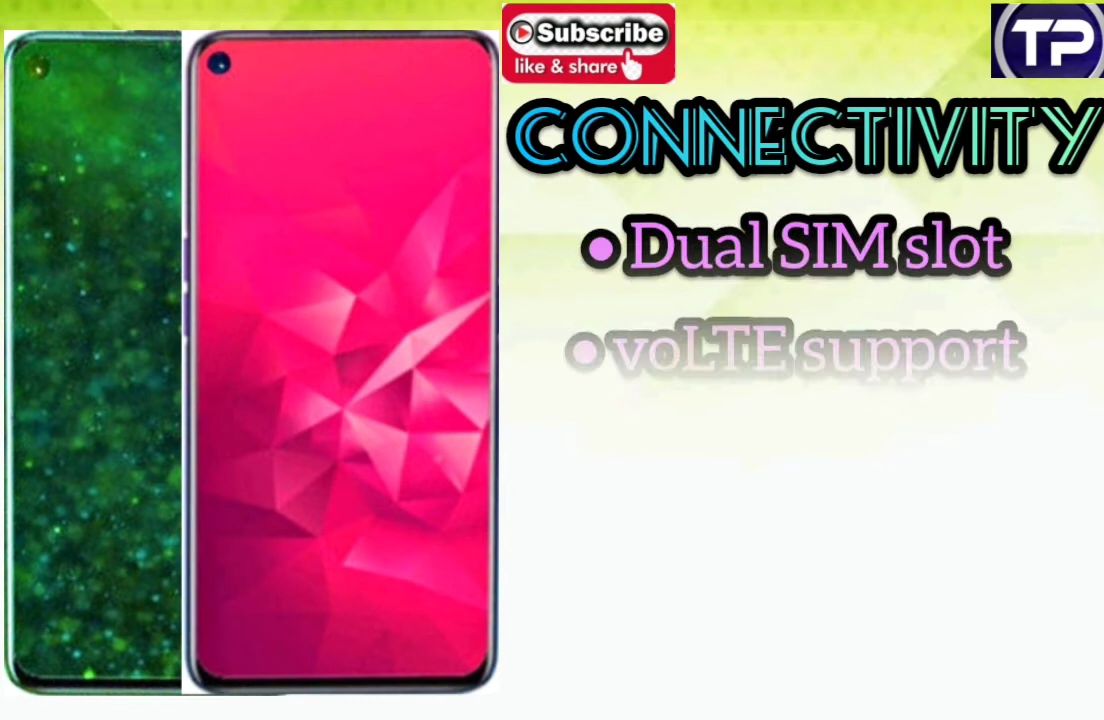 Subscribe
like & share
TP
CONNECTIVITY
• Dual SIM slot
• voLTE support